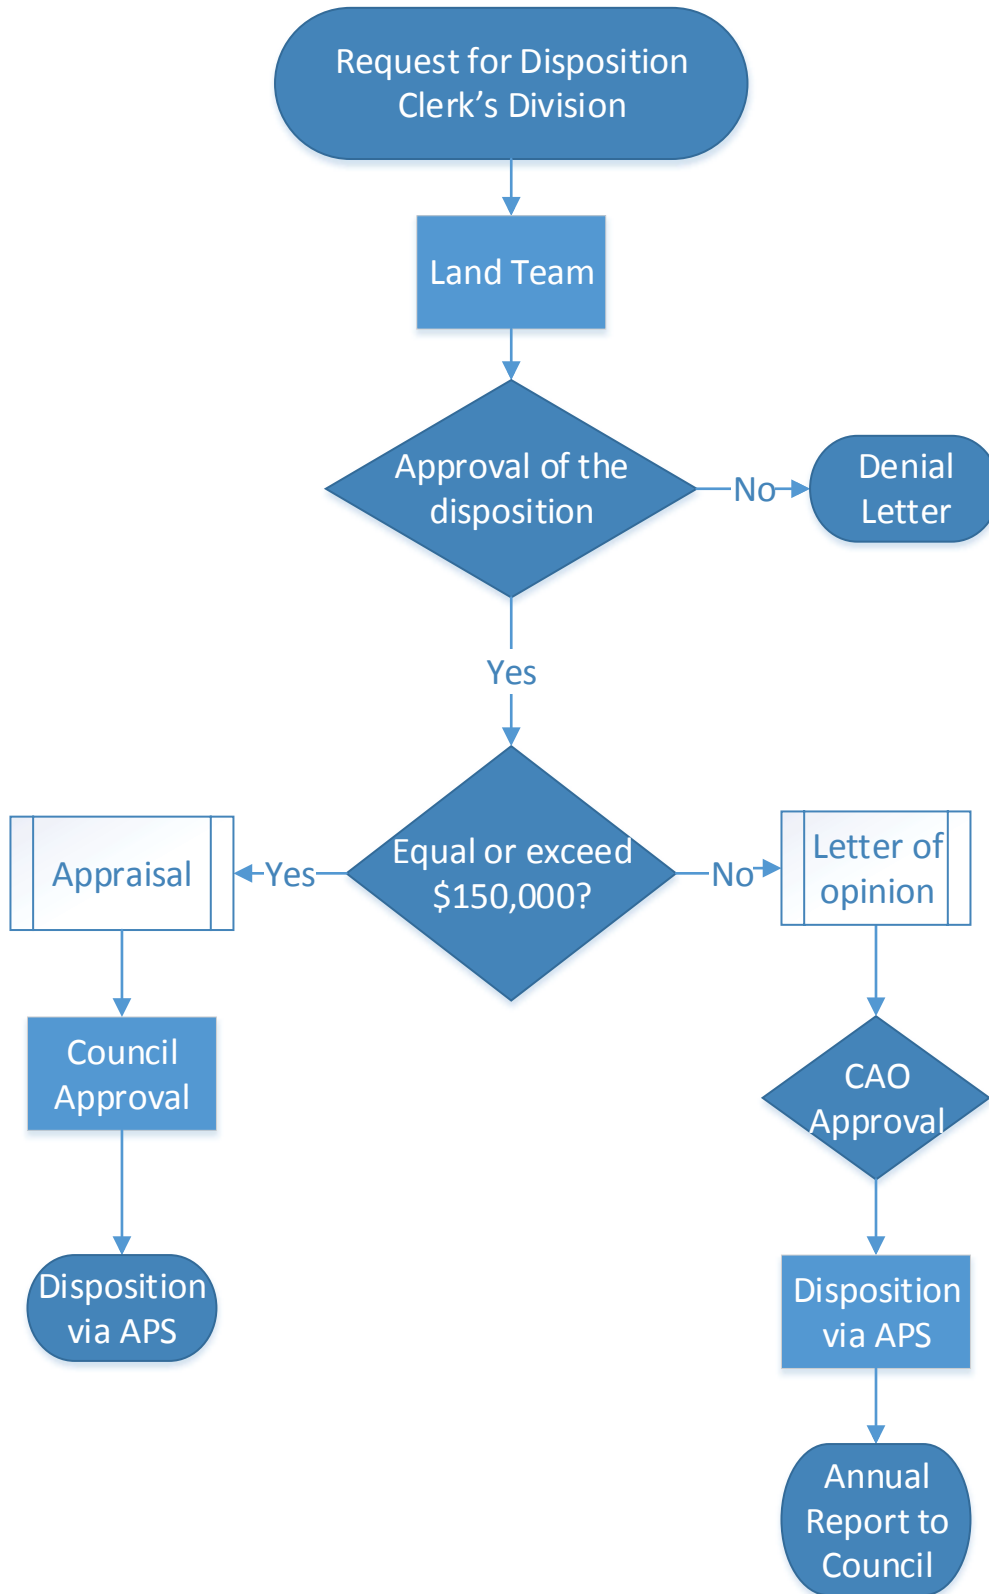 Request for Disposition
Clerk's Division
Land Team
Approval of the
disposition
No
Denial
Letter
Yes
Equal or exceed
$150,000?
Yes
Appraisal
No
Letter of
opinion
Council
Approval
CAO
Approval
Disposition
via APS
Disposition
via APS
Annual
Report to
Council